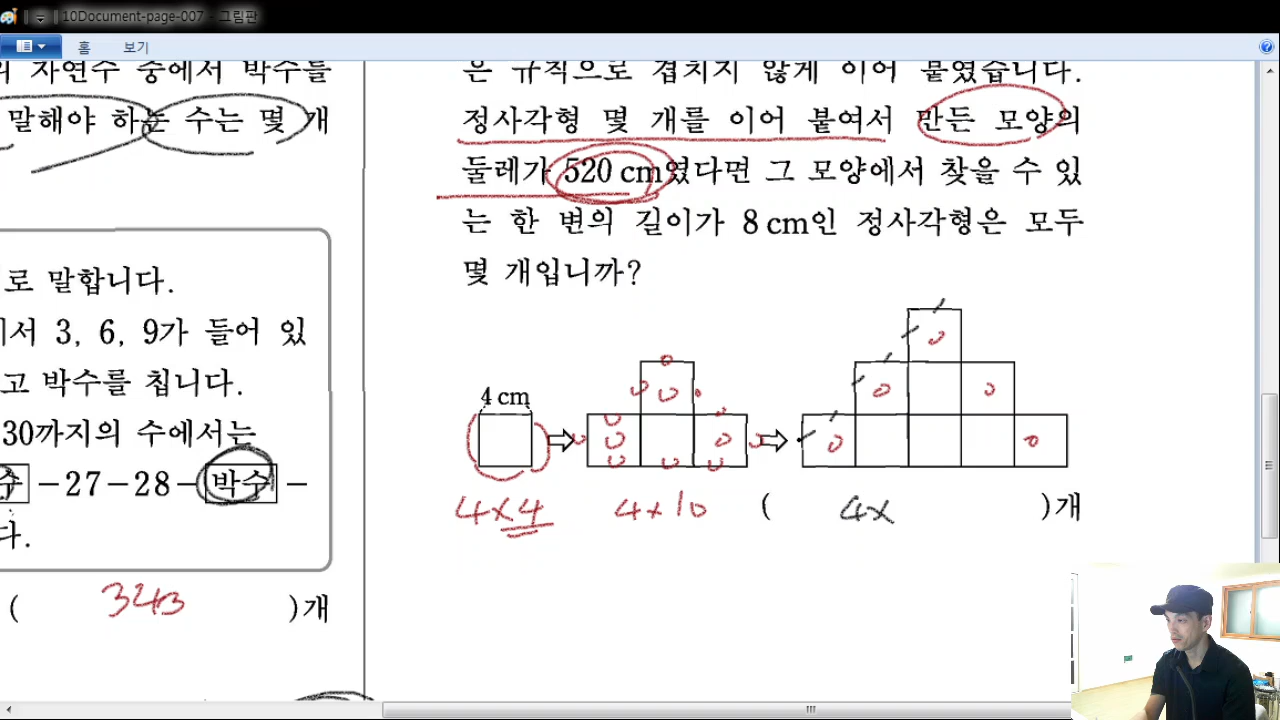 10Document-page-007 - 그림판
홈 보기
자연수 중에서 박수를
말해야 하는 수는 몇 개
로 말합니다.
서 3, 6, 9가 들어 있
고 박수를 칩니다.
30까지의 수에서는
수 -27-28- 박수 -
다.
( 343 )개
은 규칙으로 겹치지 않게 이어 붙였습니다.
정사각형 몇 개를 이어 붙여서 만든 모양의
둘레가 520 cm였다면 그 모양에서 찾을 수 있
는 한 변의 길이가 8 cm인 정사각형은 모두
몇 개입니까?
4 cm
4×4 4×10 ( 4× )개